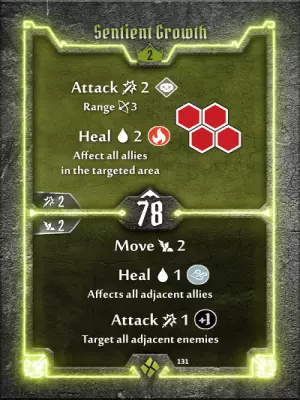 Sentient Growth
2
Attack 2
Range 3
Heal 2
Affect all allies
in the targeted area
2
78
2
Move 2
Heal 1
Affects all adjacent allies
Attack 1 +1
Target all adjacent enemies
131